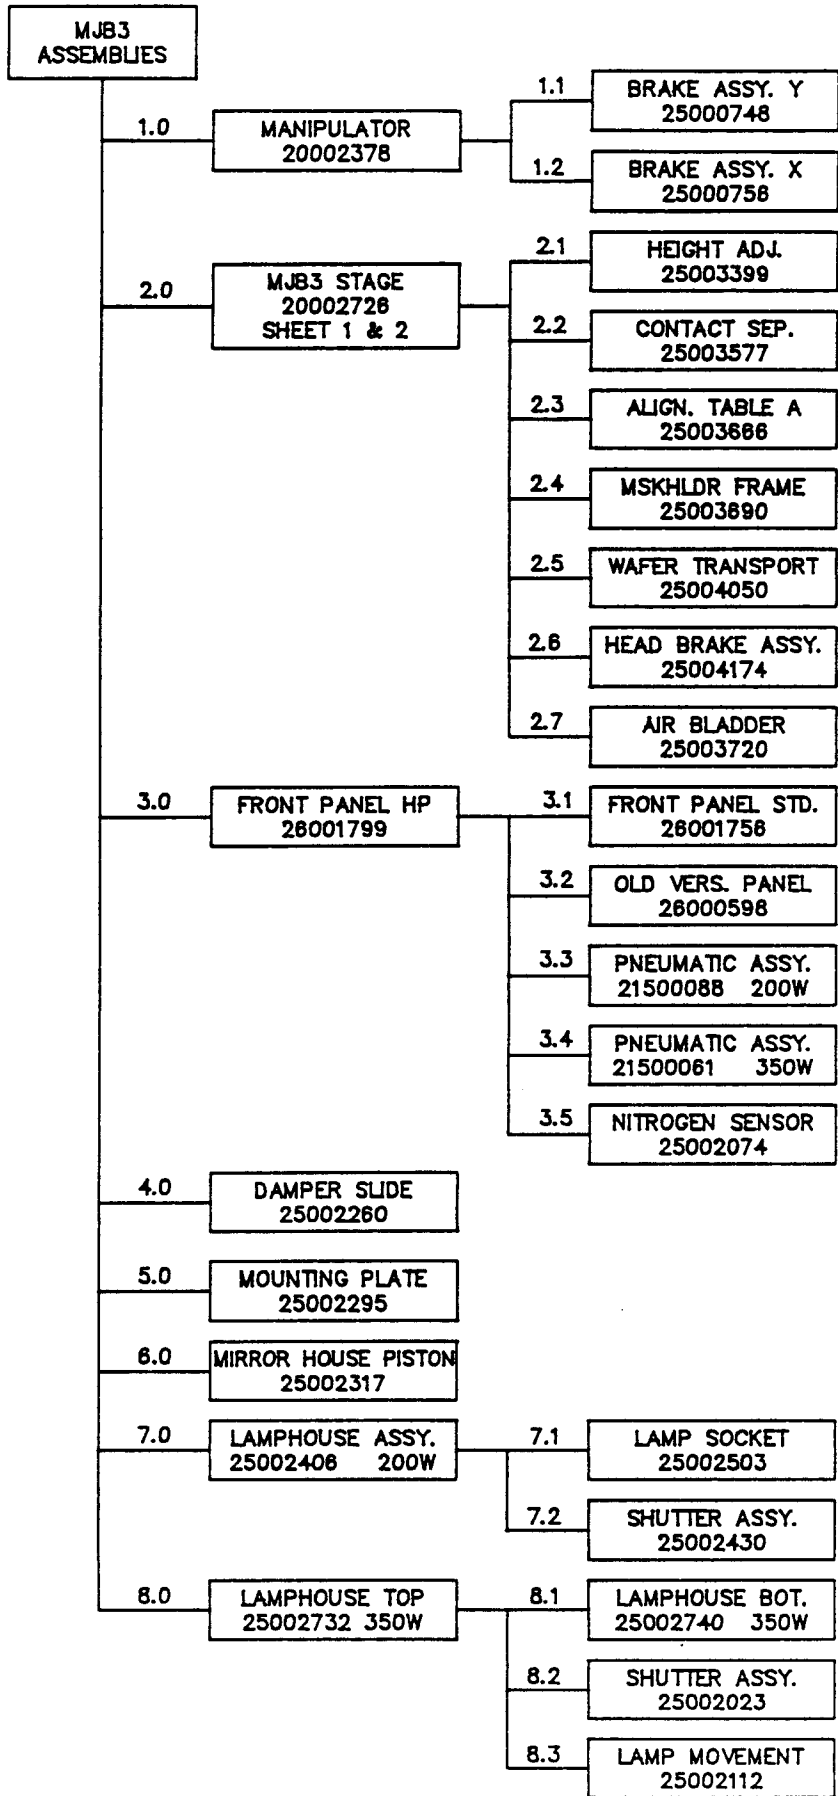 MJB3
ASSEMBLIES
1.0
MANIPULATOR
20002378
1.1
BRAKE ASSY. Y
25000748
1.2
BRAKE ASSY. X
25000756
2.0
MJB3 STAGE
20002726
SHEET 1 & 2
2.1
HEIGHT ADJ.
25003399
2.2
CONTACT SEP.
25003577
2.3
ALIGN. TABLE A
25003666
2.4
MSKHLDR FRAME
25003690
2.5
WAFER TRANSPORT
25004050
2.6
HEAD BRAKE ASSY.
25004174
2.7
AIR BLADDER
25003720
3.0
FRONT PANEL HP
26001799
3.1
FRONT PANEL STD.
26001756
3.2
OLD VERS. PANEL
26000598
3.3
PNEUMATIC ASSY.
21500088 200W
3.4
PNEUMATIC ASSY.
21500061 350W
3.5
NITROGEN SENSOR
25002074
4.0
DAMPER SLIDE
25002260
5.0
MOUNTING PLATE
25002295
6.0
MIRROR HOUSE PISTON
25002317
7.0
LAMPHOUSE ASSY.
25002406 200W
7.1
LAMP SOCKET
25002503
7.2
SHUTTER ASSY.
25002430
8.0
LAMPHOUSE TOP
25002732 350W
8.1
LAMPHOUSE BOT.
25002740 350W
8.2
SHUTTER ASSY.
25002023
8.3
LAMP MOVEMENT
25002112